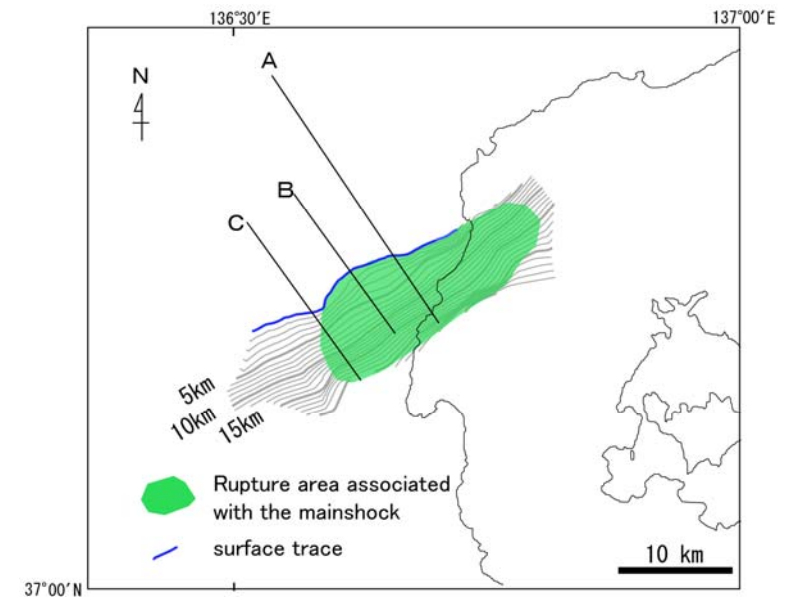 136°30′E
137°00′E
A
N
B
C
5km
10km
15km
Rupture area associated
with the mainshock
surface trace
10 km
37°00′N